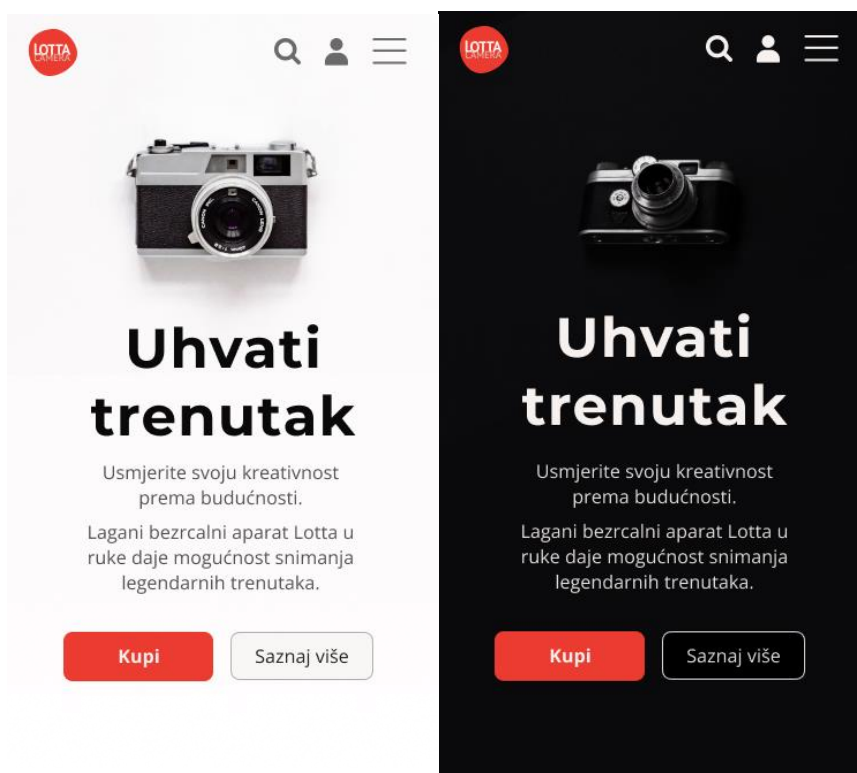 LOTTA
CAMERA
Uhvati
trenutak
Usmjerite svoju kreativnost
prema budućnosti.
Lagani bezrcalni aparat Lotta u
ruke daje mogućnost snimanja
legendarnih trenutaka.
Kupi
Saznaj više
LOTTA
CAMERA
Uhvati
trenutak
Usmjerite svoju kreativnost
prema budućnosti.
Lagani bezrcalni aparat Lotta u
ruke daje mogućnost snimanja
legendarnih trenutaka.
Kupi
Saznaj više